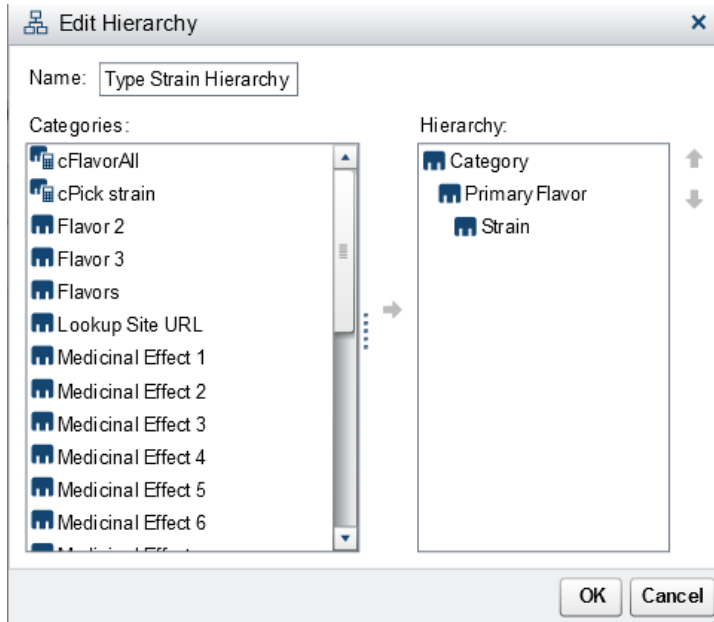 Edit Hierarchy
Name: Type Strain Hierarchy
Categories:
cFlavorAll
cPick strain
Flavor 2
Flavor 3
Flavors
Lookup Site URL
Medicinal Effect 1
Medicinal Effect 2
Medicinal Effect 3
Medicinal Effect 4
Medicinal Effect 5
Medicinal Effect 6
Hierarchy:
Category
Primary Flavor
Strain
OK
Cancel